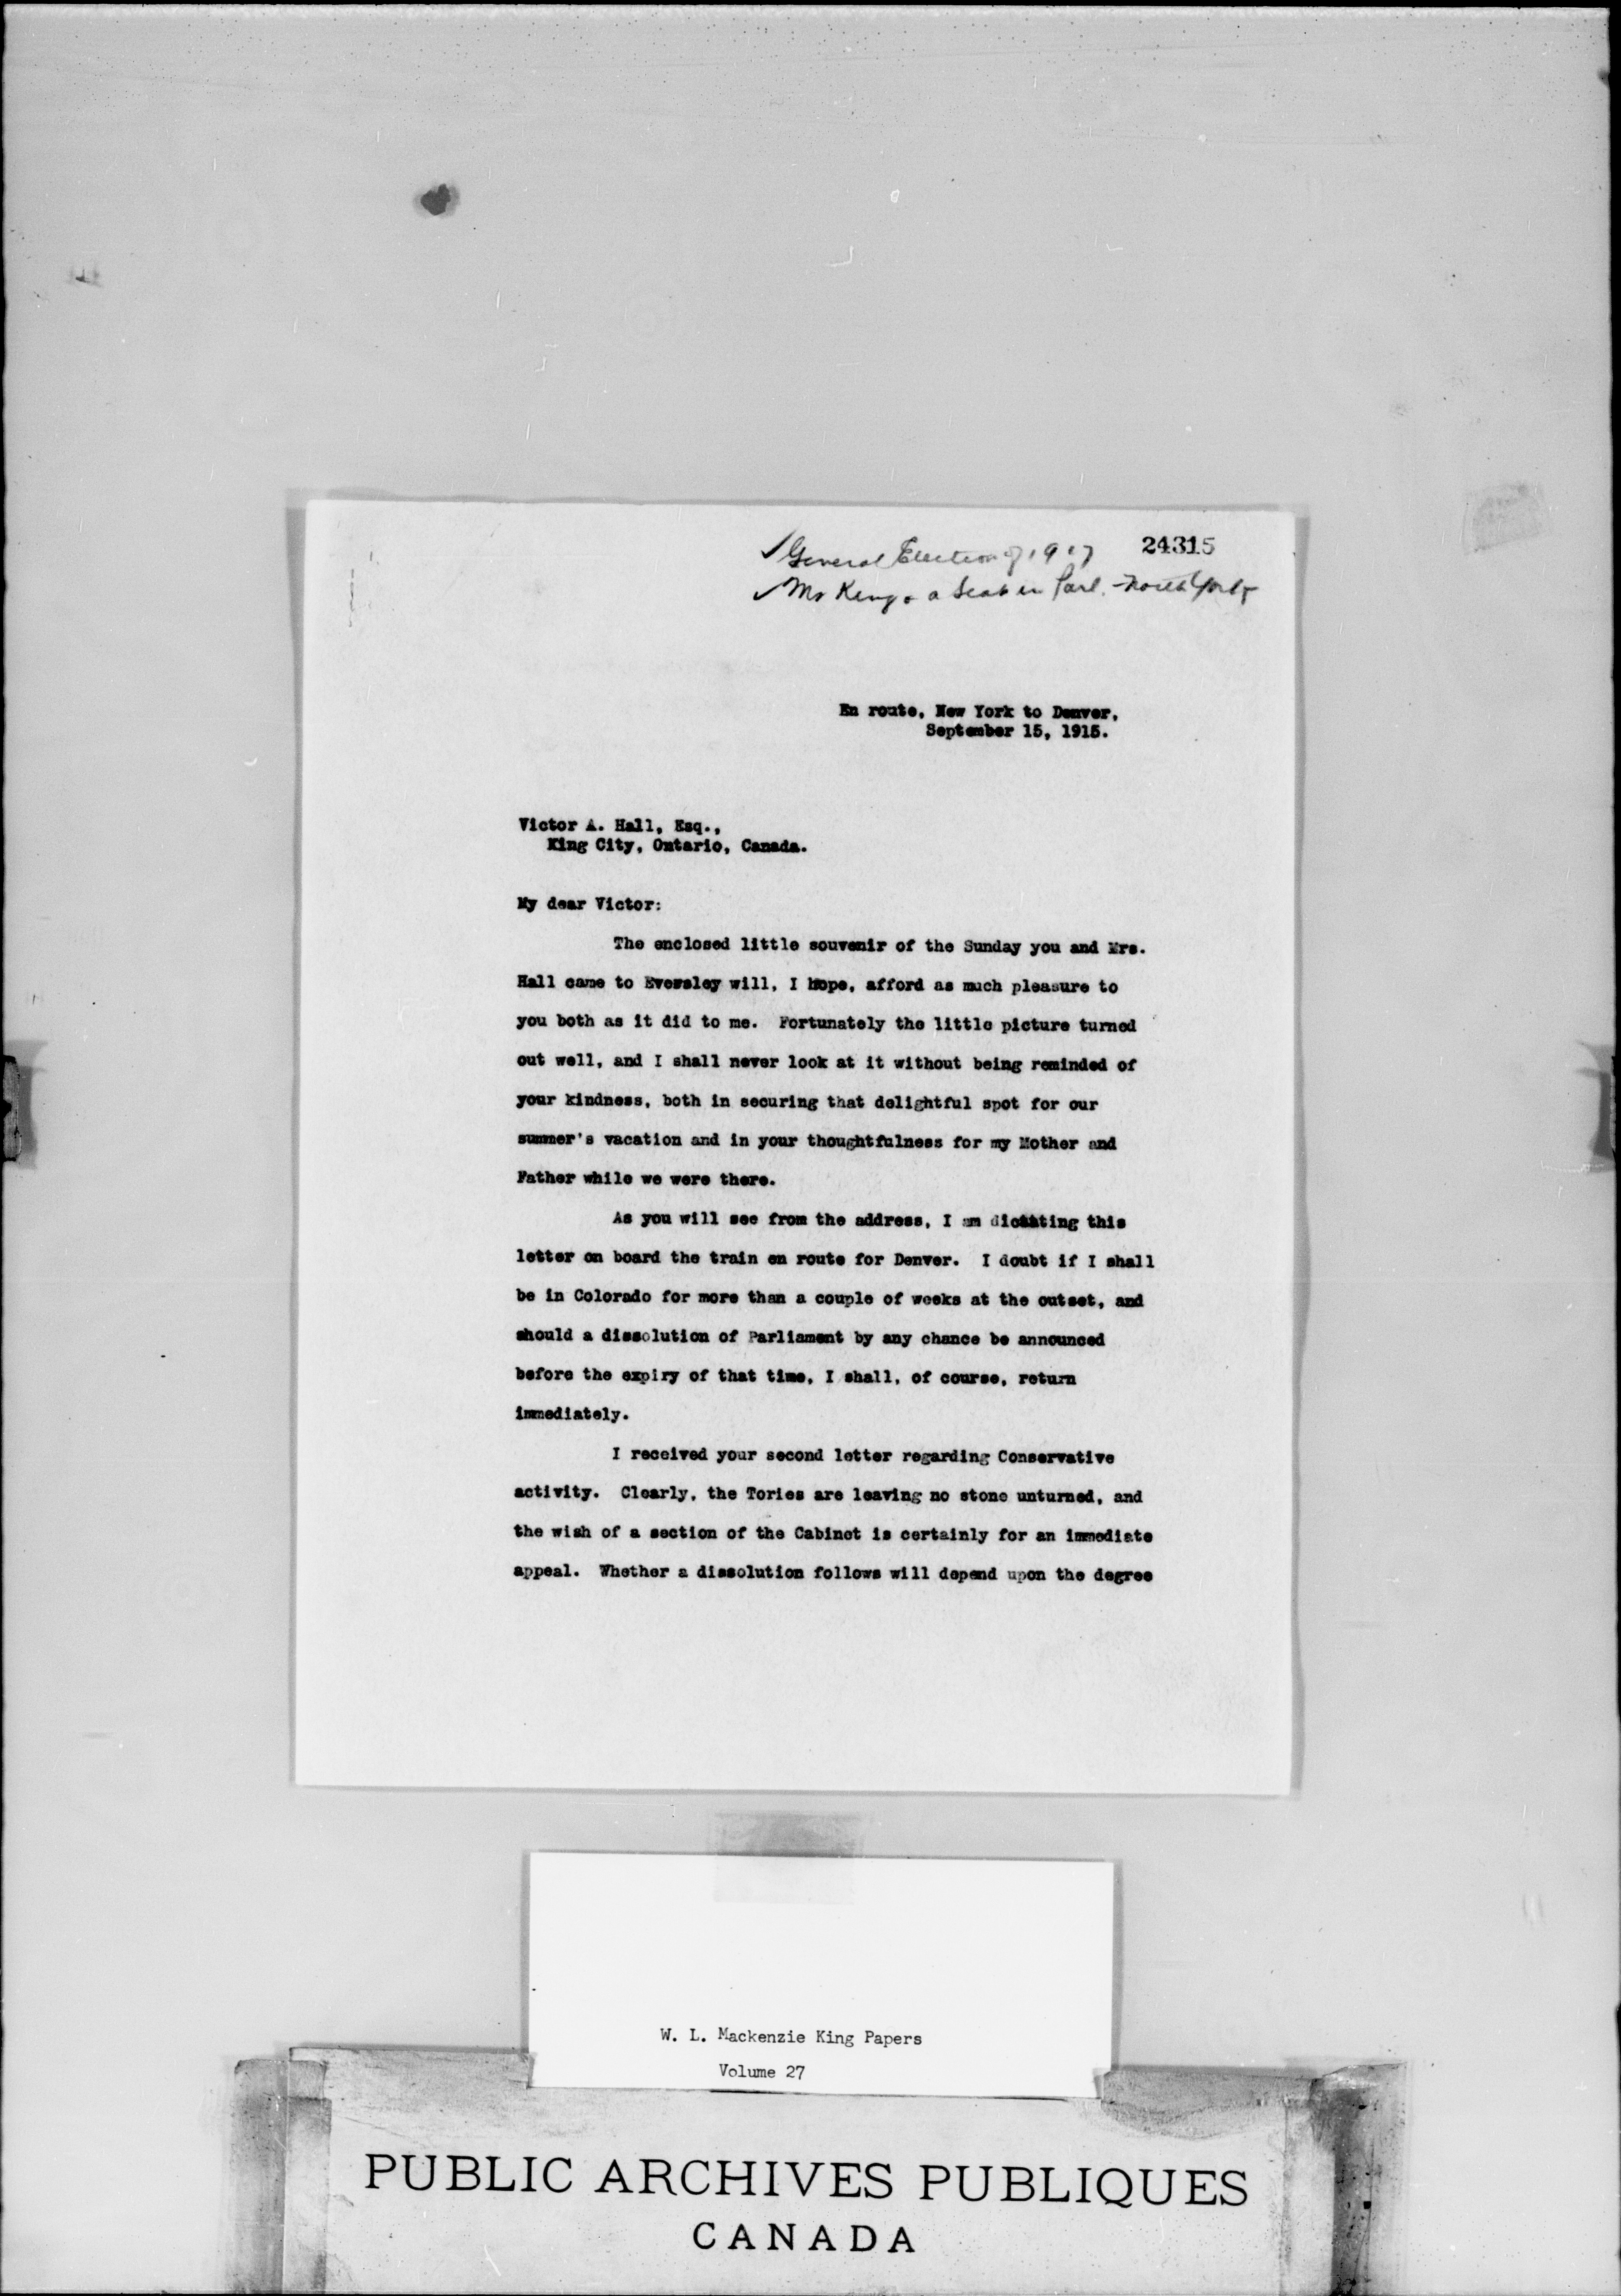 General Election of 1917 24315
Mr King & a Seat in Parl. - North York
En route, New York to Denver,
September 15, 1915.
Victor A. Hall, Esq.,
King City, Ontario, Canada.
My dear Victor:
The enclosed little souvenir of the Sunday you and Mrs.
Hall came to Eversley will, I hope, afford as much pleasure to
you both as it did to me. Fortunately the little picture turned
out well, and I shall never look at it without being reminded of
your kindness, both in securing that delightful spot for our
summer's vacation and in your thoughtfulness for my Mother and
Father while we were there.
As you will see from the address, I am dictating this
letter on board the train en route for Denver. I doubt if I shall
be in Colorado for more than a couple of weeks at the outset, and
should a dissolution of Parliament by any chance be announced
before the expiry of that time, I shall, of course, return
immediately.
I received your second letter regarding Conservative
activity. Clearly, the Tories are leaving no stone unturned, and
the wish of a section of the Cabinet is certainly for an immediate
appeal. Whether a dissolution follows will depend upon the degree
W. L. Mackenzie King Papers
Volume 27
PUBLIC ARCHIVES PUBLIQUES
CANADA